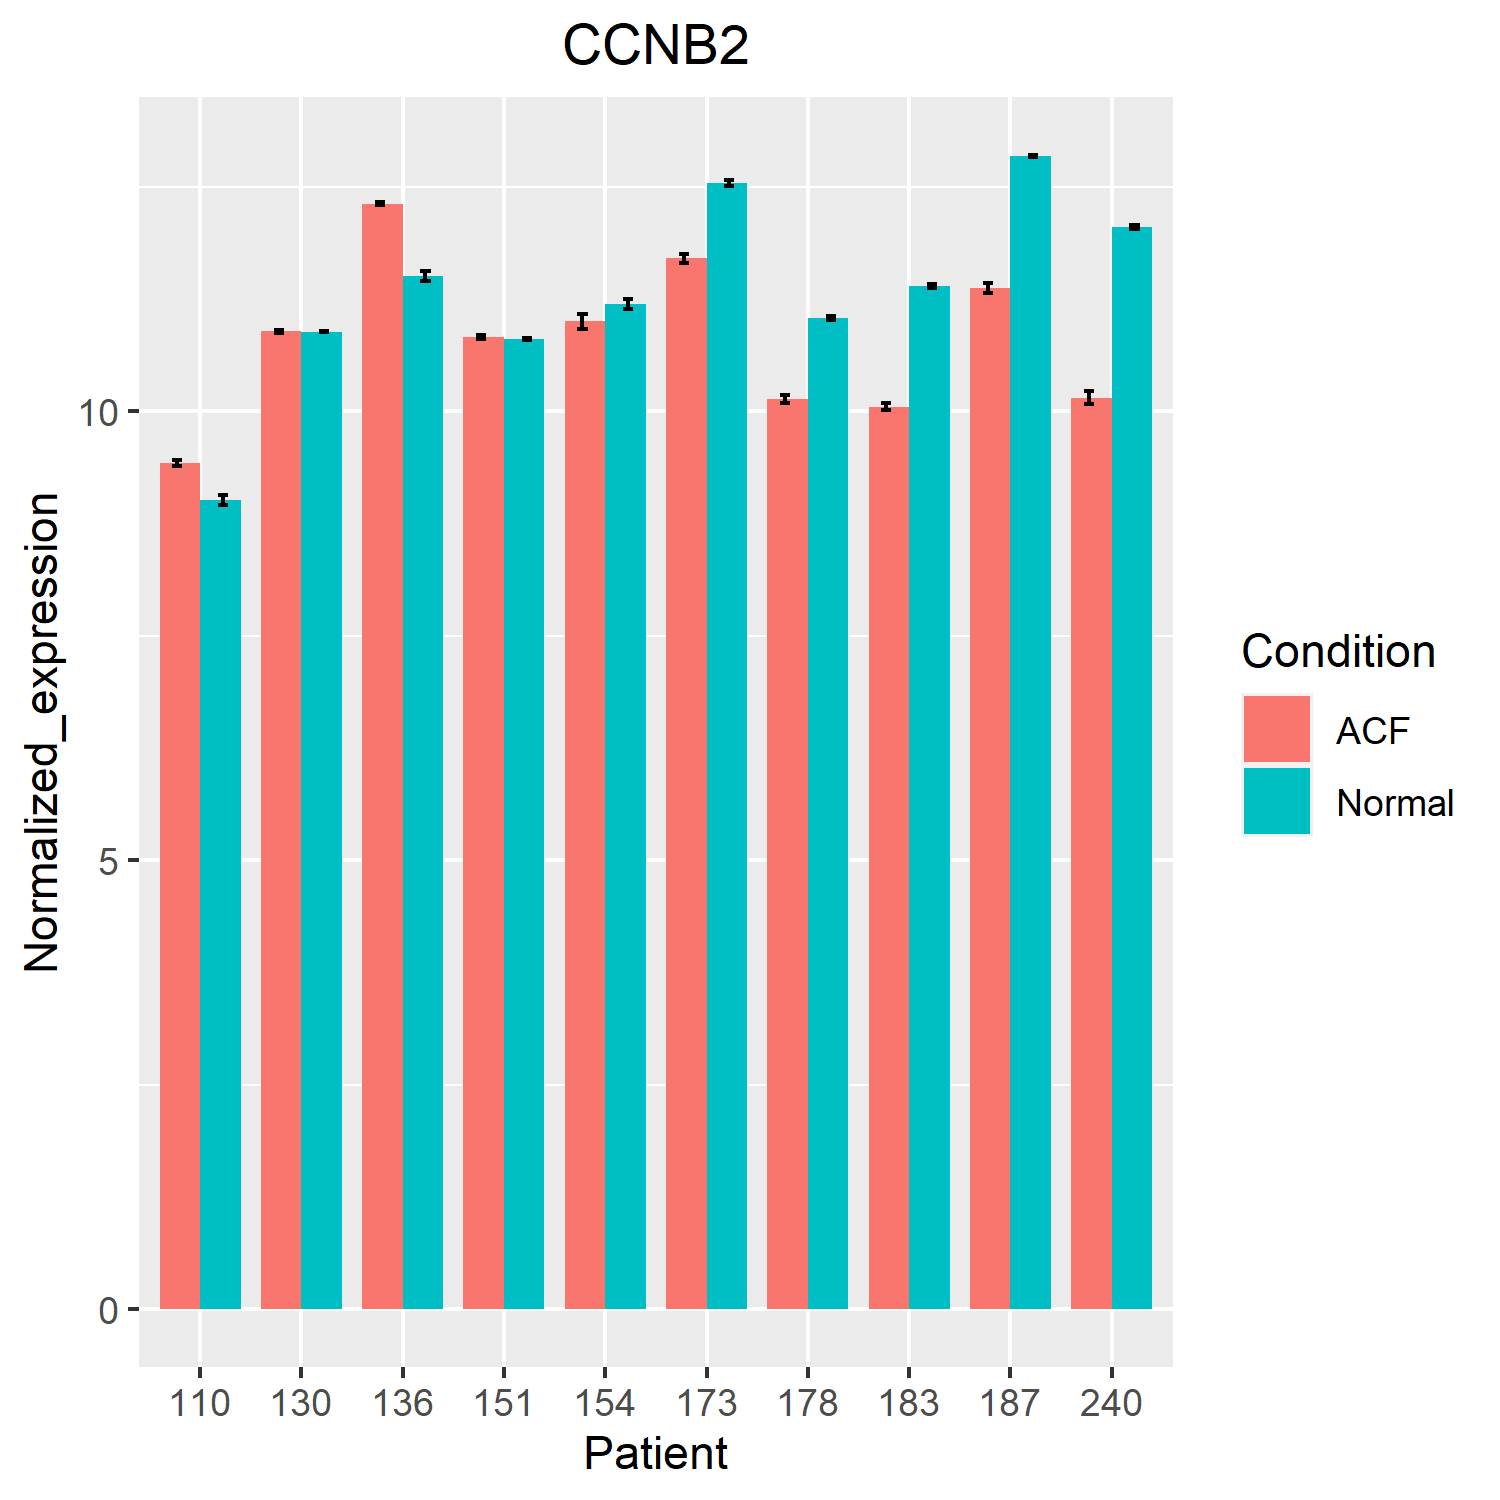 CCNB2
Normalized_expression
10
5
0
110 130 136 151 154 173 178 183 187 240
Patient
Condition
ACF
Normal